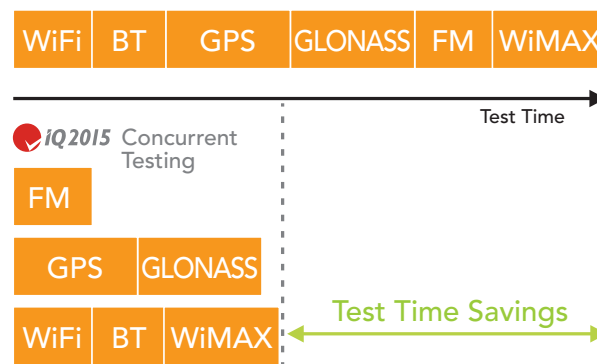 WiFi BT GPS GLONASS FM WiMAX
Test Time
iQ2015 Concurrent
Testing
FM
GPS GLONASS
Test Time Savings
WiFi BT WiMAX